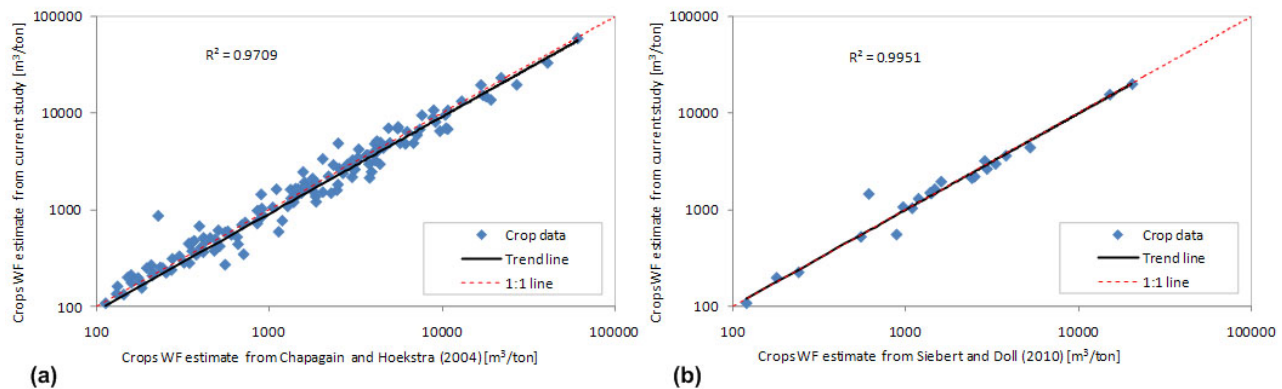 Crops WF estimate from current study [m³/ton]
100000
10000
1000
100
R² = 0.9709
Crop data
Trend line
1:1 line
100 1000 10000 100000
Crops WF estimate from Chapagain and Hoekstra (2004) [m³/ton]
(a)
Crops WF estimate from current study [m³/ton]
100000
10000
1000
100
R² = 0.9951
Crop data
Trend line
1:1 line
100 1000 10000 100000
Crops WF estimate from Siebert and Doll (2010) [m³/ton]
(b)